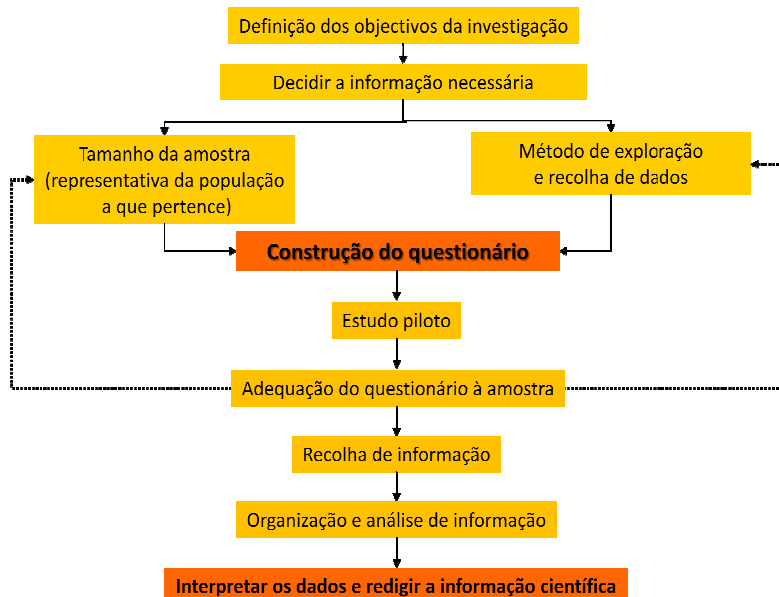 Definição dos objectivos da investigação
Decidir a informação necessária
Tamanho da amostra
(representativa da população
a que pertence)
Método de exploração
e recolha de dados
Construção do questionário
Estudo piloto
Adequação do questionário à amostra
Recolha de informação
Organização e análise de informação
Interpretar os dados e redigir a informação científica